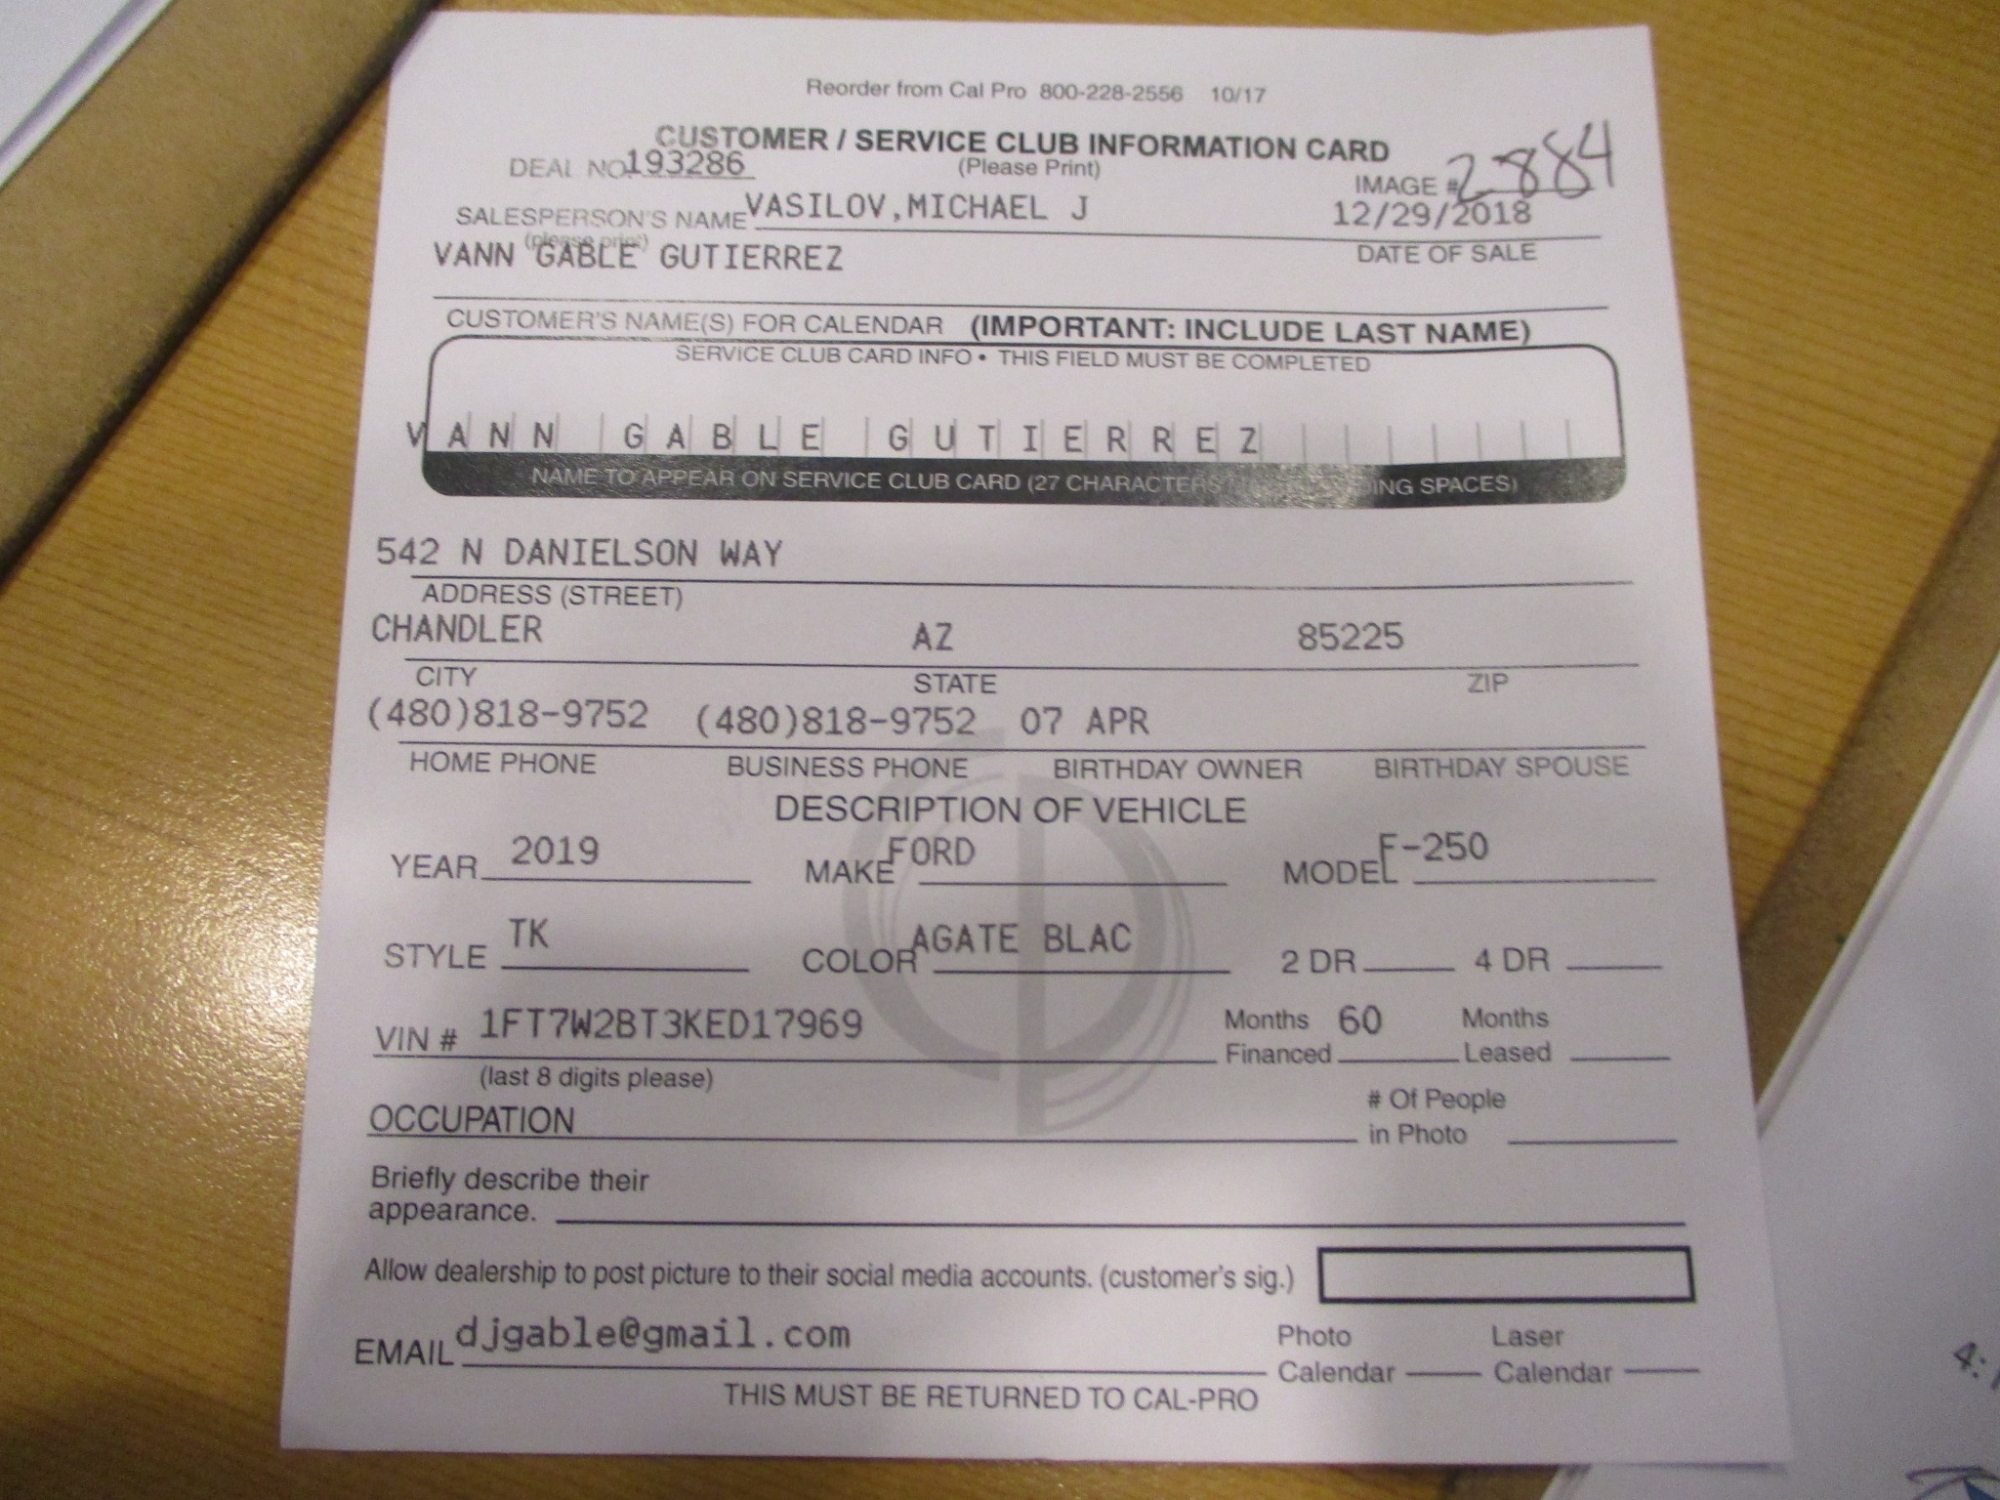 Reorder from Cal Pro 800-228-2556 10/17
CUSTOMER / SERVICE CLUB INFORMATION CARD
(Please Print)
DEAL NO. 193286
IMAGE # 2884
SALESPERSON'S NAME VASILOV,MICHAEL J
12/29/2018
(please print)
DATE OF SALE
VANN GABLE GUTIERREZ
CUSTOMER'S NAME(S) FOR CALENDAR (IMPORTANT: INCLUDE LAST NAME)
SERVICE CLUB CARD INFO • THIS FIELD MUST BE COMPLETED
VANN GABLE GUTIERREZ
NAME TO APPEAR ON SERVICE CLUB CARD (27 CHARACTERS SPACES)
542 N DANIELSON WAY
ADDRESS (STREET)
CHANDLER AZ 85225
CITY STATE ZIP
(480)818-9752 (480)818-9752 07 APR
HOME PHONE BUSINESS PHONE BIRTHDAY OWNER BIRTHDAY SPOUSE
DESCRIPTION OF VEHICLE
YEAR 2019 MAKE FORD MODEL F-250
STYLE TK COLOR AGATE BLAC 2 DR 4 DR
VIN # 1FT7W2BT3KED17969 Months Financed 60 Months Leased
(last 8 digits please)
OCCUPATION # Of People in Photo
Briefly describe their
appearance.
Allow dealership to post picture to their social media accounts. (customer's sig.)
EMAIL djgable@gmail.com Photo Calendar Laser Calendar
THIS MUST BE RETURNED TO CAL-PRO